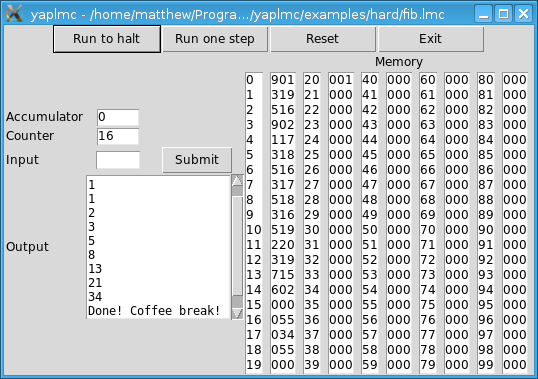 yaplmc - /home/matthew/Progra.../yaplmc/examples/hard/fib.lmc
Run to halt Run one step Reset Exit
Memory
Accumulator 0
Counter 16
Input Submit
Output
1
1
2
3
5
8
13
21
34
Done! Coffee break!
0 901 20 001 40 000 60 000 80 000
1 319 21 000 41 000 61 000 81 000
2 516 22 000 42 000 62 000 82 000
3 902 23 000 43 000 63 000 83 000
4 117 24 000 44 000 64 000 84 000
5 318 25 000 45 000 65 000 85 000
6 516 26 000 46 000 66 000 86 000
7 317 27 000 47 000 67 000 87 000
8 518 28 000 48 000 68 000 88 000
9 316 29 000 49 000 69 000 89 000
10 519 30 000 50 000 70 000 90 000
11 220 31 000 51 000 71 000 91 000
12 319 32 000 52 000 72 000 92 000
13 715 33 000 53 000 73 000 93 000
14 602 34 000 54 000 74 000 94 000
15 000 35 000 55 000 75 000 95 000
16 055 36 000 56 000 76 000 96 000
17 034 37 000 57 000 77 000 97 000
18 055 38 000 58 000 78 000 98 000
19 000 39 000 59 000 79 000 99 000